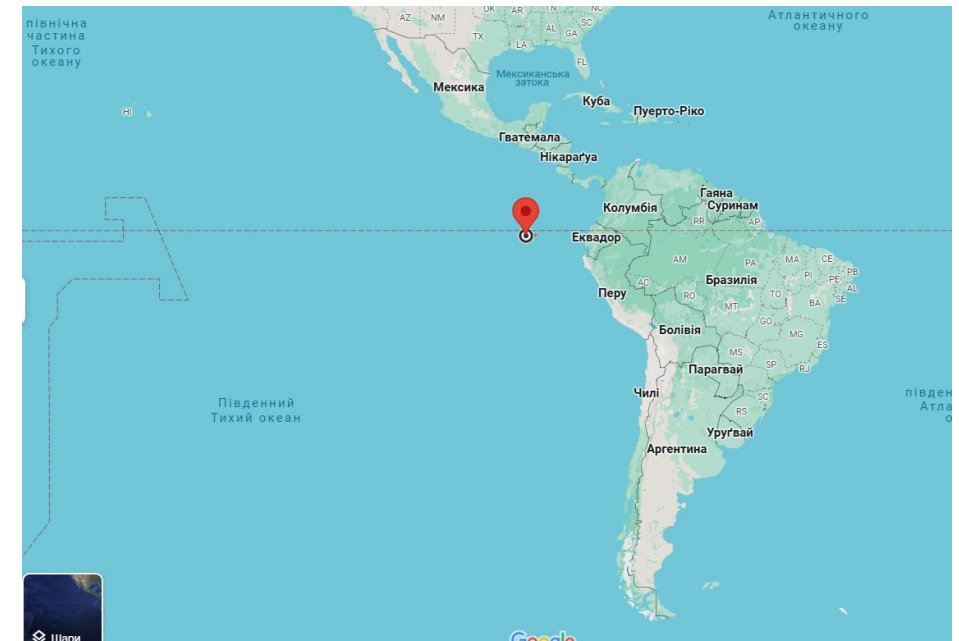 північна
частина
Тихого
океану
AZ
NM
OK
AR
TN
NC
TX
LA
AL
GA
SC
FL
Атлантичного
океану
Мексика
Мексиканська
затока
HI
Куба
Пуерто-Ріко
Гватемала
Нікараґуа
Гаяна
Суринам
Колумбія
RR
AP
Еквадор
AM
PA
MA
CE
PB
PI
PE
AL
SE
AC
Перу
RO
Бразилія
TO
BA
MT
GO
MG
Болівія
ES
MS
SP
RJ
Парагвай
SC
Чилі
RS
Південний
Тихий океан
Уруґвай
Аргентина
півден
Атла
о
Шари
Google